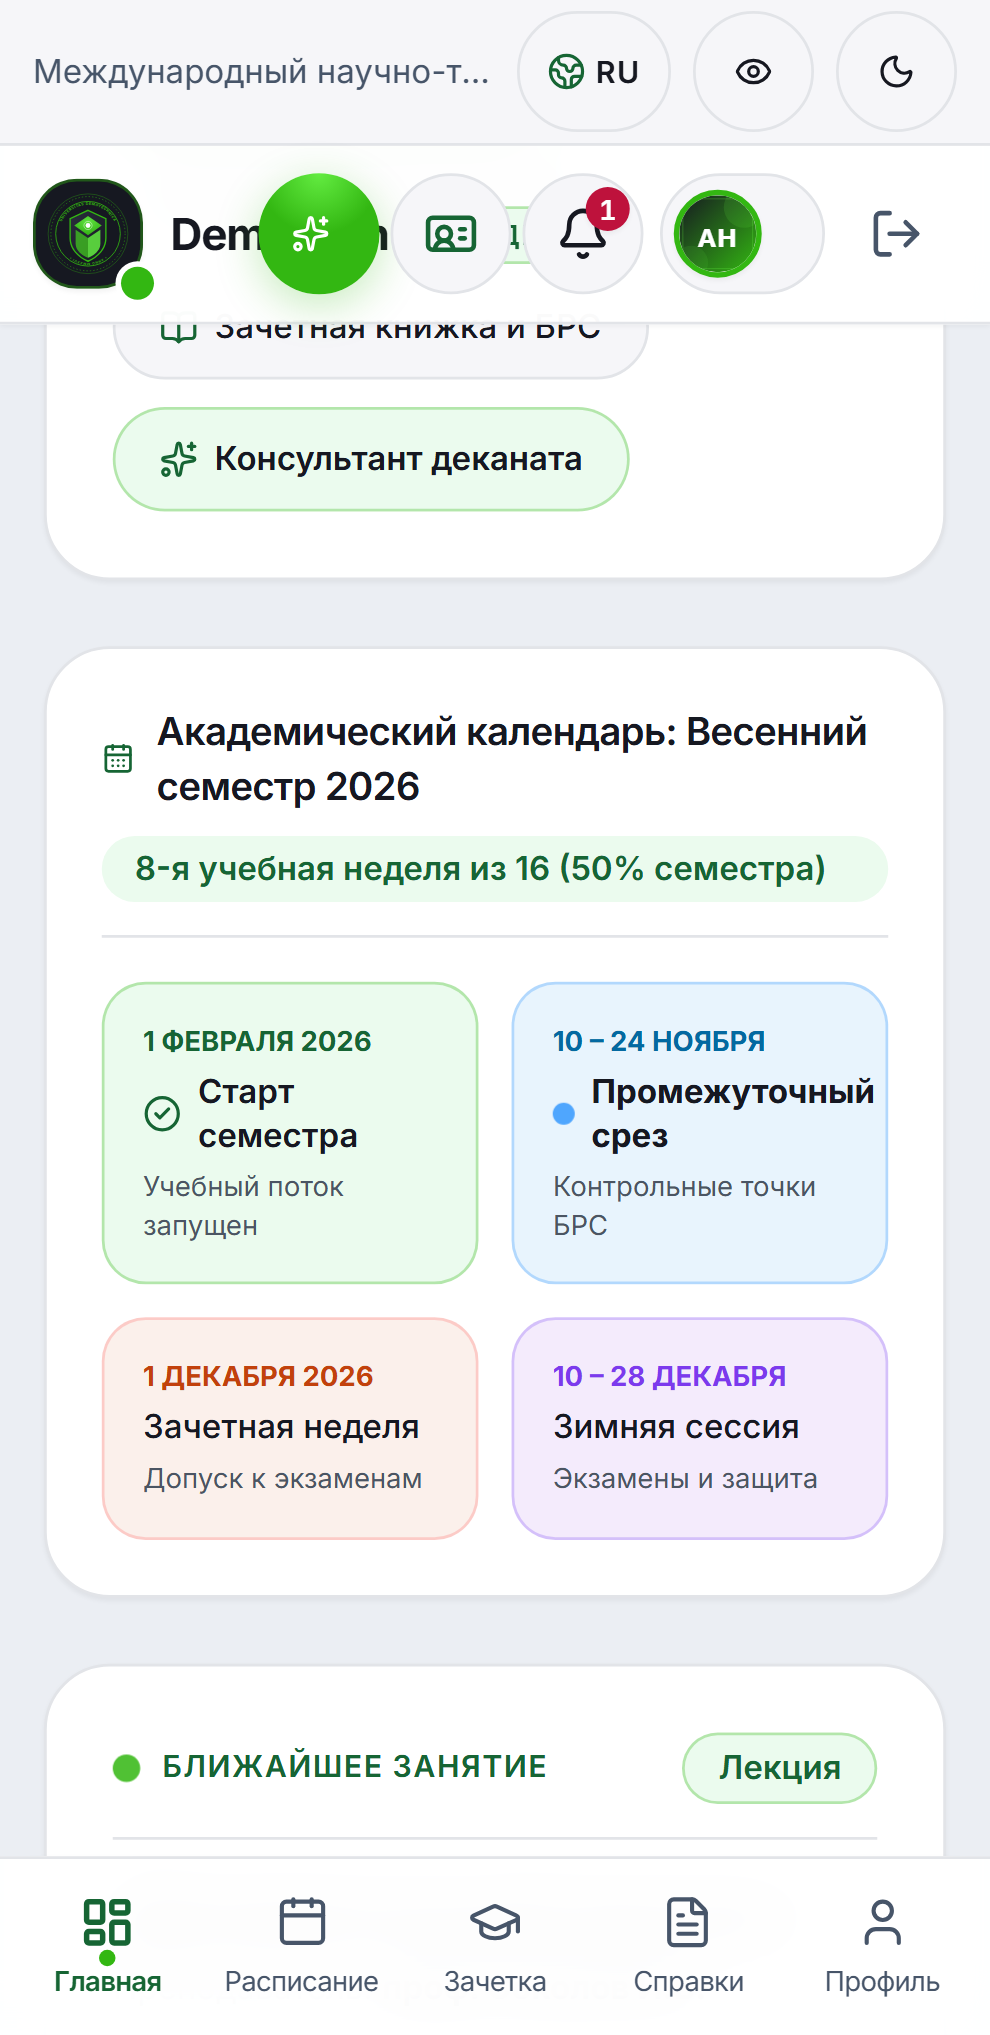 Международный научно-т...
RU
1
АН
Зачетная книжка и БРС
Консультант деканата
Академический календарь: Весенний
семестр 2026
8-я учебная неделя из 16 (50% семестра)
1 ФЕВРАЛЯ 2026
Старт
семестра
Учебный поток
запущен
10 – 24 НОЯБРЯ
Промежуточный
срез
Контрольные точки
БРС
1 ДЕКАБРЯ 2026
Зачетная неделя
Допуск к экзаменам
10 – 28 ДЕКАБРЯ
Зимняя сессия
Экзамены и защита
БЛИЖАЙШЕЕ ЗАНЯТИЕ
Лекция
Главная
Расписание
Зачетка
Справки
Профиль